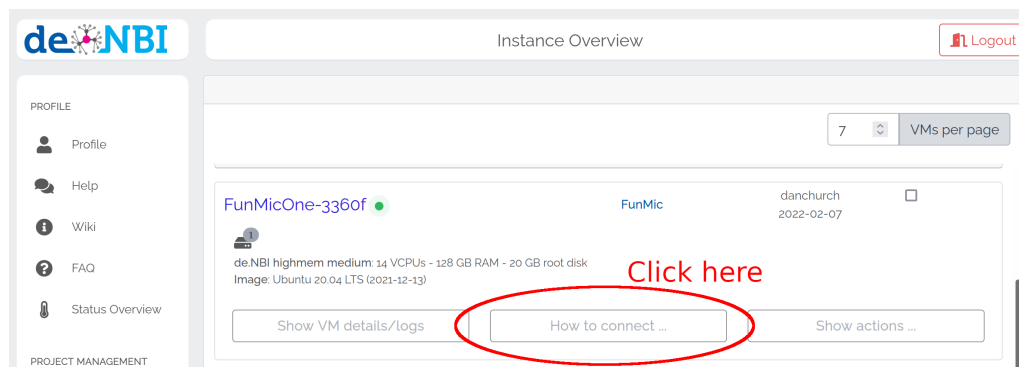 de.NBI
Instance Overview
Logout
PROFILE
Profile
Help
Wiki
FAQ
Status Overview
PROJECT MANAGEMENT
7
VMs per page
FunMicOne-3360f
FunMic
danchurch
2022-02-07
1
de.NBI highmem medium: 14 VCPUs - 128 GB RAM - 20 GB root disk
Image: Ubuntu 20.04 LTS (2021-12-13)
Click here
Show VM details/logs
How to connect ...
Show actions ...